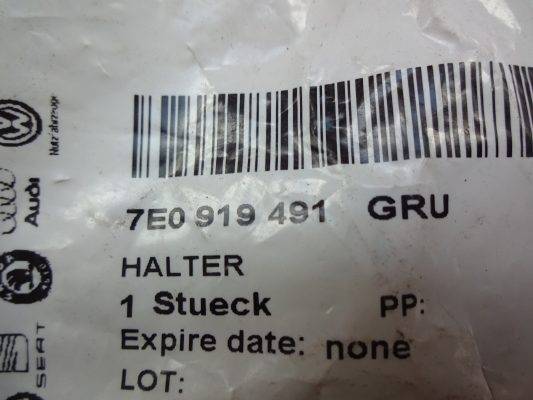 Nutzfahrzeuge
Audi
SEAT
7E0 919 491 GRU
HALTER
1 Stueck PP:
Expire date: none
LOT: